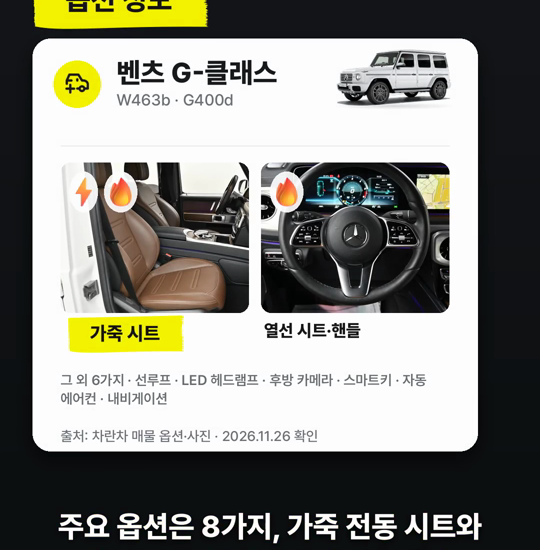 옵션 정보
벤츠 G-클래스
W463b · G400d
가죽 시트
열선 시트·핸들
그 외 6가지 · 선루프 · LED 헤드램프 · 후방 카메라 · 스마트키 · 자동
에어컨 · 내비게이션
출처: 차란차 매물 옵션·사진 · 2026.11.26 확인
주요 옵션은 8가지, 가죽 전동 시트와